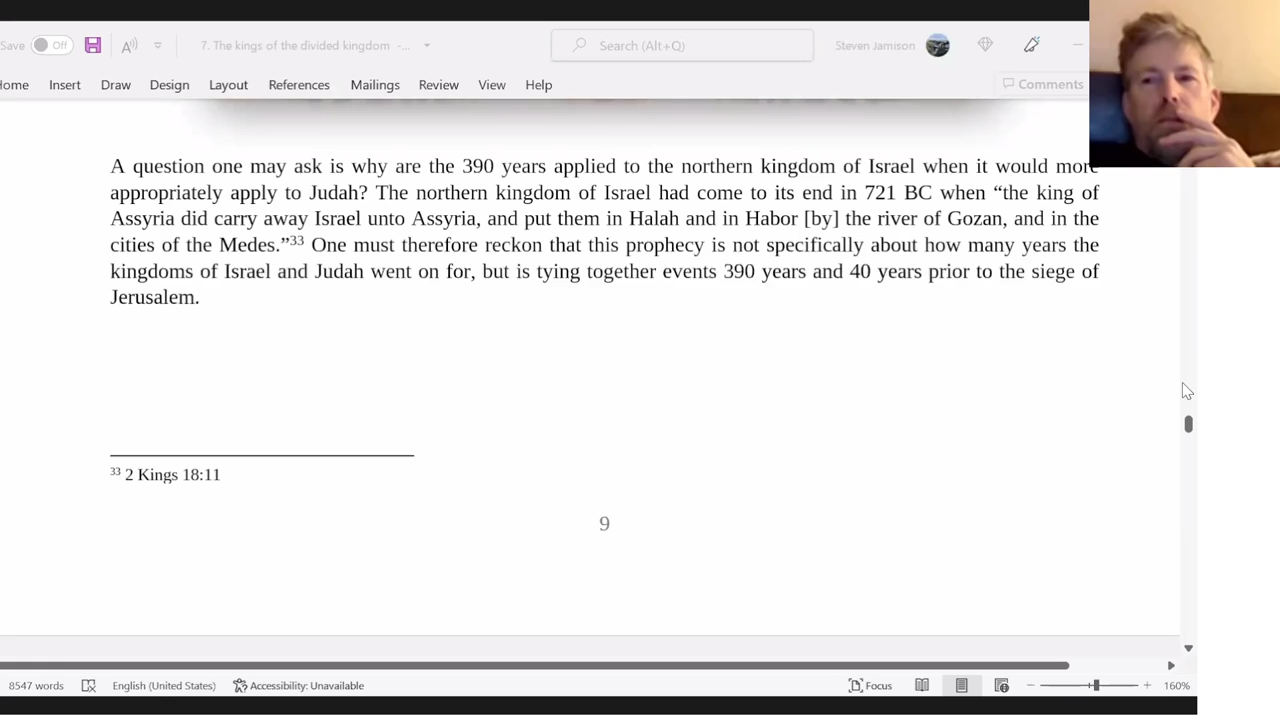 Save Off 7. The kings of the divided kingdom -... Search (Alt+Q) Steven Jamison
Insert Draw Design Layout References Mailings Review View Help Comments
A question one may ask is why are the 390 years applied to the northern kingdom of Israel when it would more
appropriately apply to Judah? The northern kingdom of Israel had come to its end in 721 BC when “the king of
Assyria did carry away Israel unto Assyria, and put them in Halah and in Habor [by] the river of Gozan, and in the
cities of the Medes.”33 One must therefore reckon that this prophecy is not specifically about how many years the
kingdoms of Israel and Judah went on for, but is tying together events 390 years and 40 years prior to the siege of
Jerusalem.
33 2 Kings 18:11
9
8547 words English (United States) Accessibility: Unavailable Focus 160%